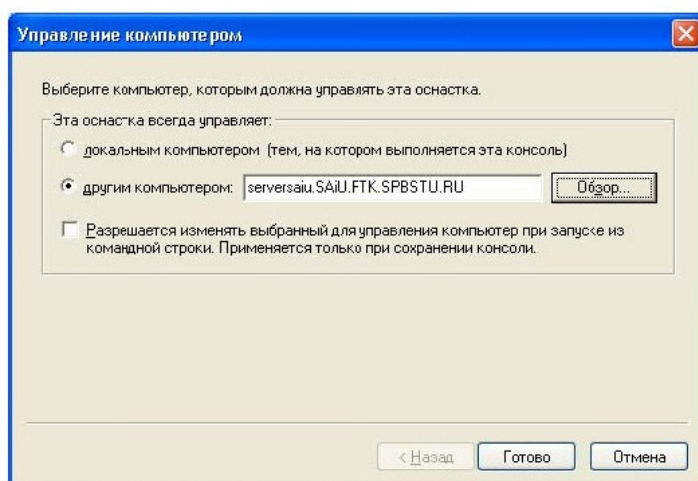 Управление компьютером
Выберите компьютер, которым должна управлять эта оснастка.
Эта оснастка всегда управляет:
локальным компьютером (тем, на котором выполняется эта консоль)
другим компьютером: serversaiu.SAiU.FTK.SPBSTU.RU Обзор...
Разрешается изменять выбранный для управления компьютер при запуске из
командной строки. Применяется только при сохранении консоли.
< Назад Готово Отмена